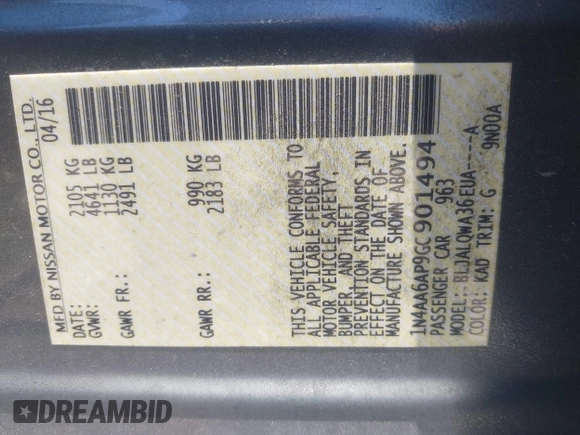 MFD BY NISSAN MOTOR CO., LTD.
DATE: 04/16
GVWR: 2105 KG
4641 LB
GAWR FR.: 1130 KG
2491 LB
GAWR RR.: 990 KG
2183 LB
THIS VEHICLE CONFORMS TO
ALL APPLICABLE FEDERAL
MOTOR VEHICLE SAFETY,
BUMPER, AND THEFT
PREVENTION STANDARDS IN
EFFECT ON THE DATE OF
MANUFACTURE SHOWN ABOVE.
1N4AA6AP9GC901494
PASSENGER CAR 963
MODEL: BLJALQWA36EUA----A
COLOR: KAD TRIM: G 9N00A
DREAMBID